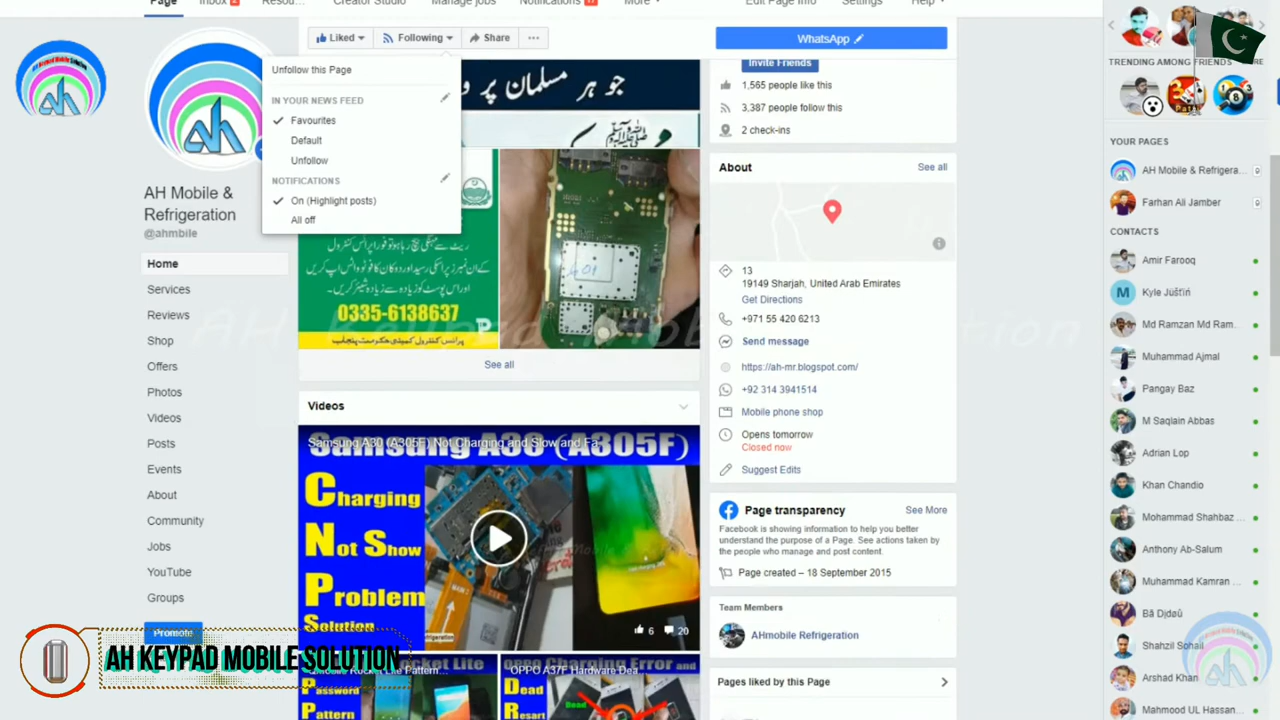 Page
Inbox
Creator Studio
Manage jobs
Notifications
More
Edit Page Info
Settings
Help
Liked
Following
Share
WhatsApp
Unfollow this Page
IN YOUR NEWS FEED
Favourites
Default
Unfollow
NOTIFICATIONS
On (Highlight posts)
All off
AH Mobile &
Refrigeration
@ahmbile
Home
Services
Reviews
Shop
Offers
Photos
Videos
Posts
Events
About
Community
Jobs
YouTube
Groups
Promote
جو ہر مسلمان پر
0335-6138637
پرائس کنٹرول کمیٹی حکومت پنجاب
See all
Videos
Samsung A30 (A305F) Not Charging and Slow and Fa...
Samsung A30 (A305F)
Charging
Not Show
Problem
6
20
Password
Pattern
OPPO A37F Hardware Dea...
Dead
Resart
Error and
Invite Friends
1,565 people like this
3,387 people follow this
2 check-ins
About
See all
13
19149 Sharjah, United Arab Emirates
Get Directions
+971 55 420 6213
Send message
https://ah-mr.blogspot.com/
+92 314 3941514
Mobile phone shop
Opens tomorrow
Closed now
Suggest Edits
Page transparency
See More
Facebook is showing information to help you better
understand the purpose of a Page. See actions taken by
the people who manage and post content.
Page created – 18 September 2015
Team Members
AHmobile Refrigeration
Pages liked by this Page
TRENDING AMONG FRIENDS
YOUR PAGES
AH Mobile & Refrigera...
Farhan Ali Jamber
CONTACTS
Amir Farooq
Kyle Jüšťïń
Md Ramzan Md Ram...
Muhammad Ajmal
Pangay Baz
M Saqlain Abbas
Adrian Lop
Khan Chandio
Mohammad Shahbaz ...
Anthony Ab-Salum
Muhammad Kamran ...
Bã Djdøû
Shahzil Sohail
Arshad Khan
Mahmood UL Hassan...
AH KEYPAD MOBILE SOLUTION